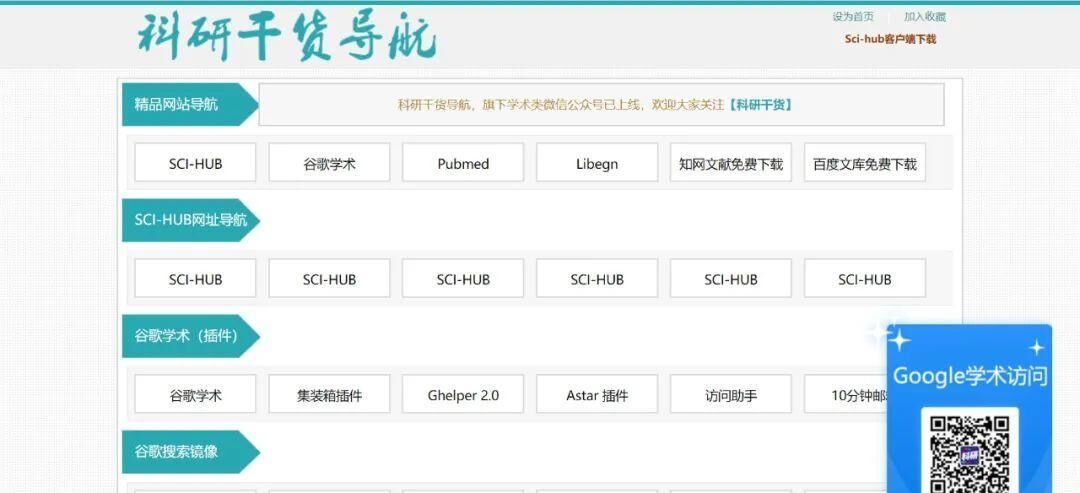 科研干货导航
设为首页 加入收藏
Sci-hub客户端下载
精品网站导航
科研干货导航，旗下学术类微信公众号已上线，欢迎大家关注【科研干货】
SCI-HUB 谷歌学术 Pubmed Libegn 知网文献免费下载 百度文库免费下载
SCI-HUB网址导航
SCI-HUB SCI-HUB SCI-HUB SCI-HUB SCI-HUB SCI-HUB
谷歌学术（插件）
谷歌学术 集装箱插件 Ghelper 2.0 Astar 插件 访问助手 10分钟邮
Google学术访问
科研
谷歌搜索镜像